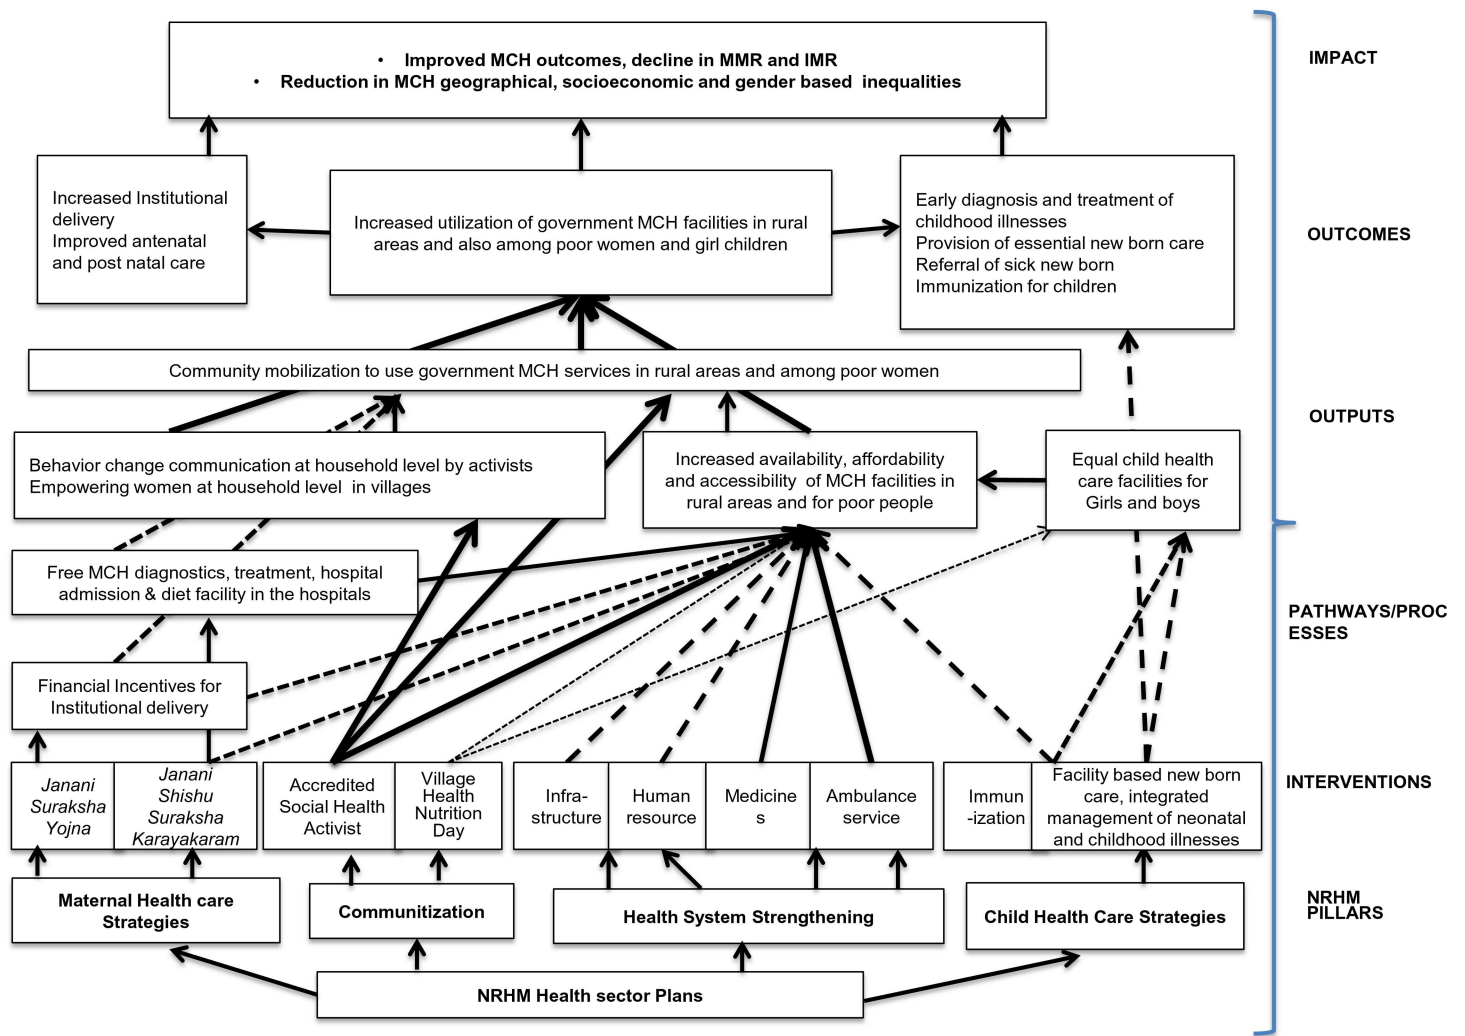 • Improved MCH outcomes, decline in MMR and IMR
• Reduction in MCH geographical, socioeconomic and gender based inequalities
IMPACT
Increased Institutional
delivery
Improved antenatal
and post natal care
Increased utilization of government MCH facilities in rural
areas and also among poor women and girl children
Early diagnosis and treatment of
childhood illnesses
Provision of essential new born care
Referral of sick new born
Immunization for children
OUTCOMES
Community mobilization to use government MCH services in rural areas and among poor women
OUTPUTS
Behavior change communication at household level by activists
Empowering women at household level in villages
Increased availability, affordability
and accessibility of MCH facilities in
rural areas and for poor people
Equal child health
care facilities for
Girls and boys
Free MCH diagnostics, treatment, hospital
admission & diet facility in the hospitals
PATHWAYS/PROC
ESSES
Financial Incentives for
Institutional delivery
Janani
Suraksha
Yojna
Janani
Shishu
Suraksha
Karayakaram
Accredited
Social Health
Activist
Village
Health
Nutrition
Day
Infra-
structure
Human
resource
Medicine
s
Ambulance
service
Immun
-ization
Facility based new born
care, integrated
management of neonatal
and childhood illnesses
INTERVENTIONS
Maternal Health care
Strategies
Communitization
Health System Strengthening
Child Health Care Strategies
NRHM
PILLARS
NRHM Health sector Plans